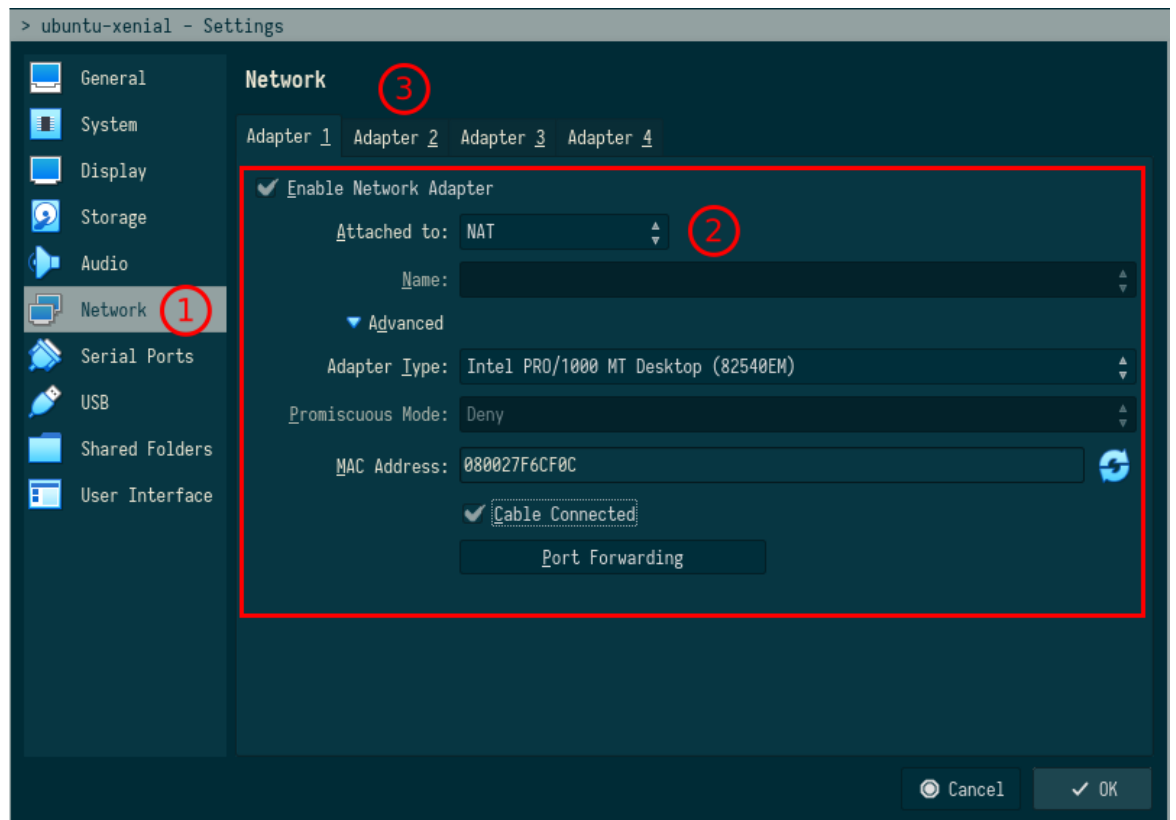 > ubuntu-xenial - Settings
General
System
Display
Storage
Audio
Network 1
Serial Ports
USB
Shared Folders
User Interface
Network
3
Adapter 1 Adapter 2 Adapter 3 Adapter 4
Enable Network Adapter
Attached to: NAT 2
Name:
Advanced
Adapter Type: Intel PRO/1000 MT Desktop (82540EM)
Promiscuous Mode: Deny
MAC Address: 080027F6CF0C
Cable Connected
Port Forwarding
Cancel OK